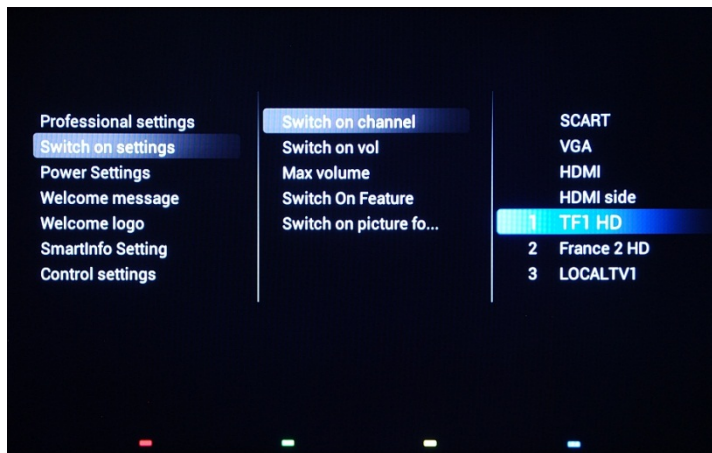 Professional settings
Switch on settings
Power Settings
Welcome message
Welcome logo
SmartInfo Setting
Control settings
Switch on channel
Switch on vol
Max volume
Switch On Feature
Switch on picture fo...
SCART
VGA
HDMI
HDMI side
1 TF1 HD
2 France 2 HD
3 LOCALTV1